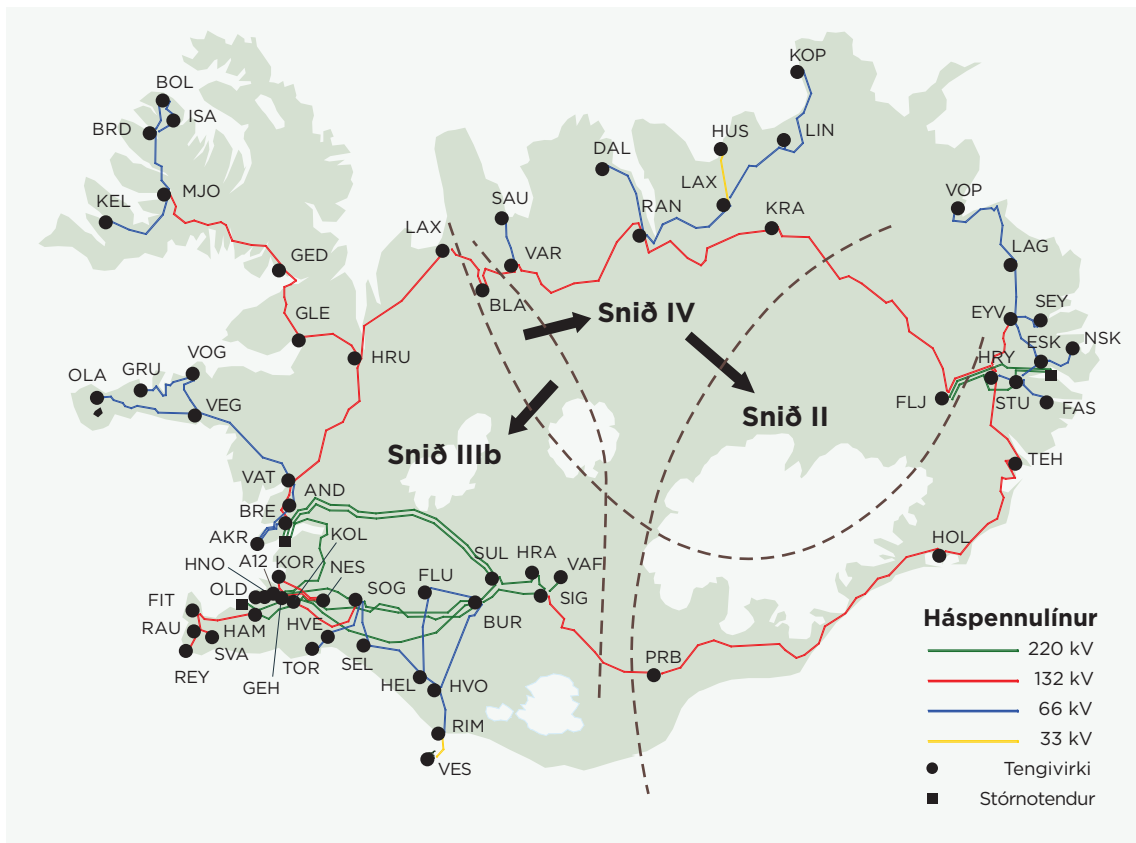 KOP
BOL
ISA
BRD
HUS
LIN
DAL
LAX
MJO
KEL
SAU
RAN
KRA
VOP
LAX
VAR
LAG
GED
BLA
Snið IV
SEY
EYV
GLE
ESK
NSK
HRU
HRY
VOG
GRU
OLA
FLJ
STU
FAS
VEG
Snið II
Snið IIIb
TEH
VAT
AND
BRE
AKR
KOL
HOL
A12
KOR
HNO
SUL
HRA
VAF
NES
SOG
FLU
OLD
FIT
SIG
HAM
HVE
BUR
RAU
SVA
REY
TOR
SEL
GEH
HEL
HVO
PRB
RIM
VES
Háspennulínur
220 kV
132 kV
66 kV
33 kV
Tengivirki
Stórnotendur